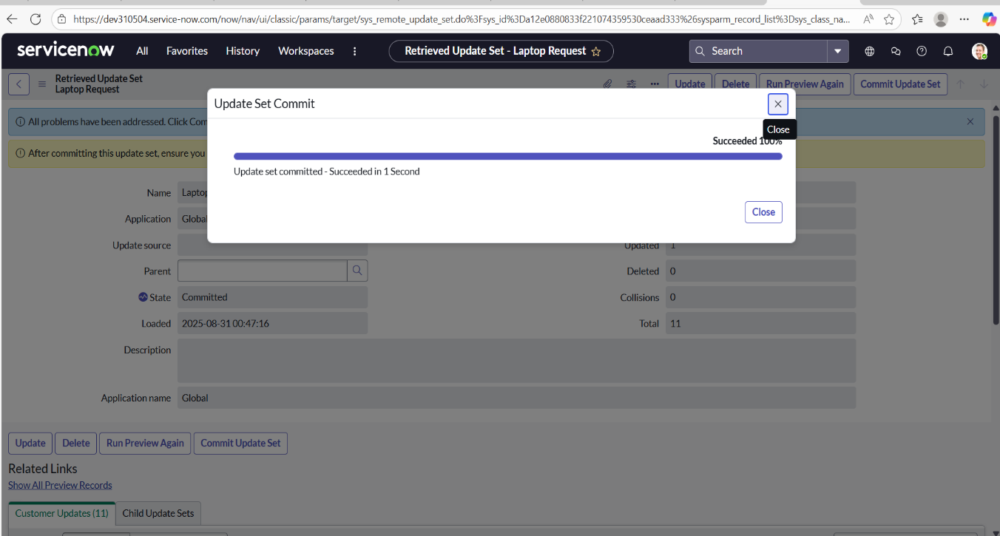 https://dev310504.service-now.com/now/nav/ui/classic/params/target/sys_remote_update_set.do%3Fsys_id%3Da12e0880833f221074359530ceaad333%26sysparm_record_list%3Dsys_class_na...
servicenow All Favorites History Workspaces Retrieved Update Set - Laptop Request Search
Retrieved Update Set
Laptop Request
Update Delete Run Preview Again Commit Update Set
Update Set Commit
All problems have been addressed. Click Com
Close
Succeeded 100%
After committing this update set, ensure you
Update set committed - Succeeded in 1 Second
Close
Name Laptop
Application Global
Update source
Updated 1
Parent
Deleted 0
State Committed
Collisions 0
Loaded 2025-08-31 00:47:16
Total 11
Description
Application name Global
Update Delete Run Preview Again Commit Update Set
Related Links
Show All Preview Records
Customer Updates (11) Child Update Sets